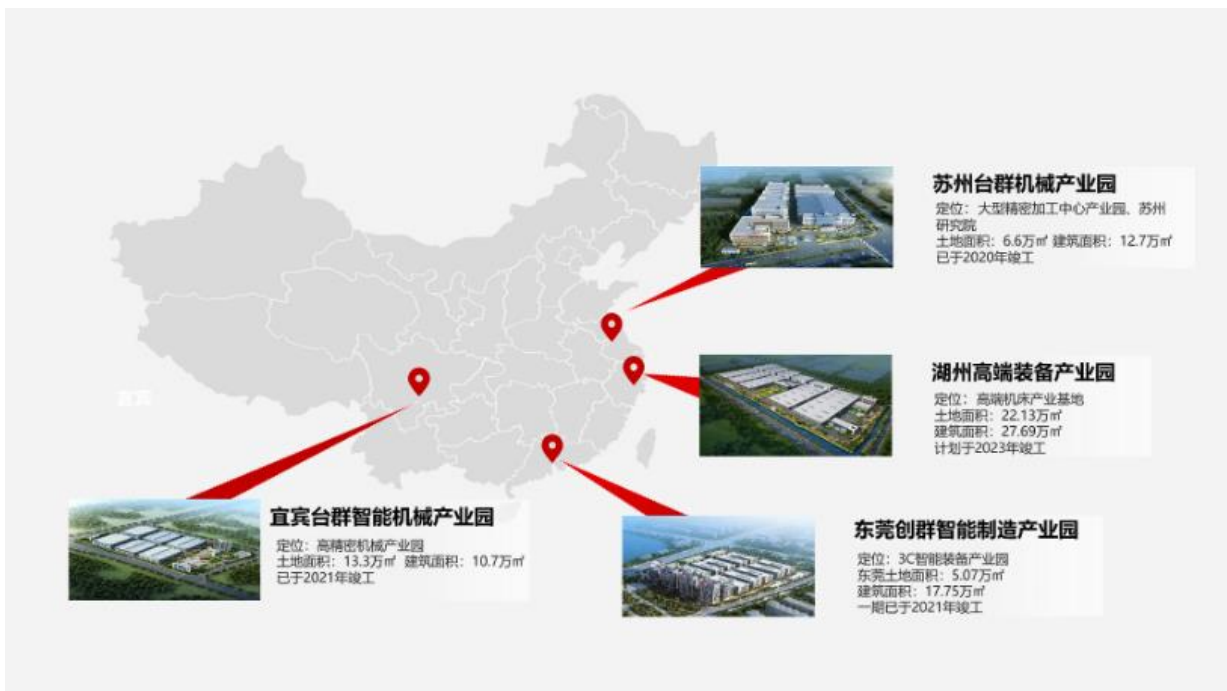 苏州台群机械产业园
定位：大型精密加工中心产业园、苏州
研究院
土地面积：6.6万㎡ 建筑面积：12.7万㎡
已于2020年竣工
湖州高端装备产业园
定位：高端机床产业基地
土地面积：22.13万㎡
建筑面积：27.69万㎡
计划于2023年竣工
宜宾
宜宾台群智能机械产业园
定位：高精密机械产业园
土地面积：13.3万㎡ 建筑面积：10.7万㎡
已于2021年竣工
东莞创群智能制造产业园
定位：3C智能装备产业园
东莞土地面积：5.07万㎡
建筑面积：17.75万㎡
一期已于2021年竣工